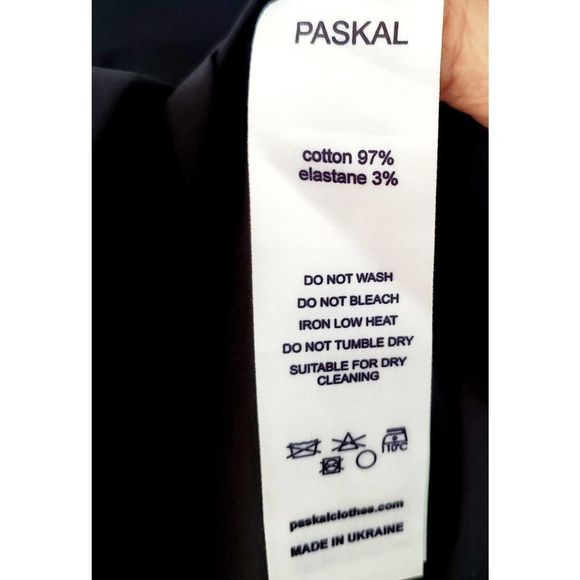 PASKAL
cotton 97%
elastane 3%
DO NOT WASH
DO NOT BLEACH
IRON LOW HEAT
DO NOT TUMBLE DRY
SUITABLE FOR DRY
CLEANING
110°C
paskalclothes.com
MADE IN UKRAINE